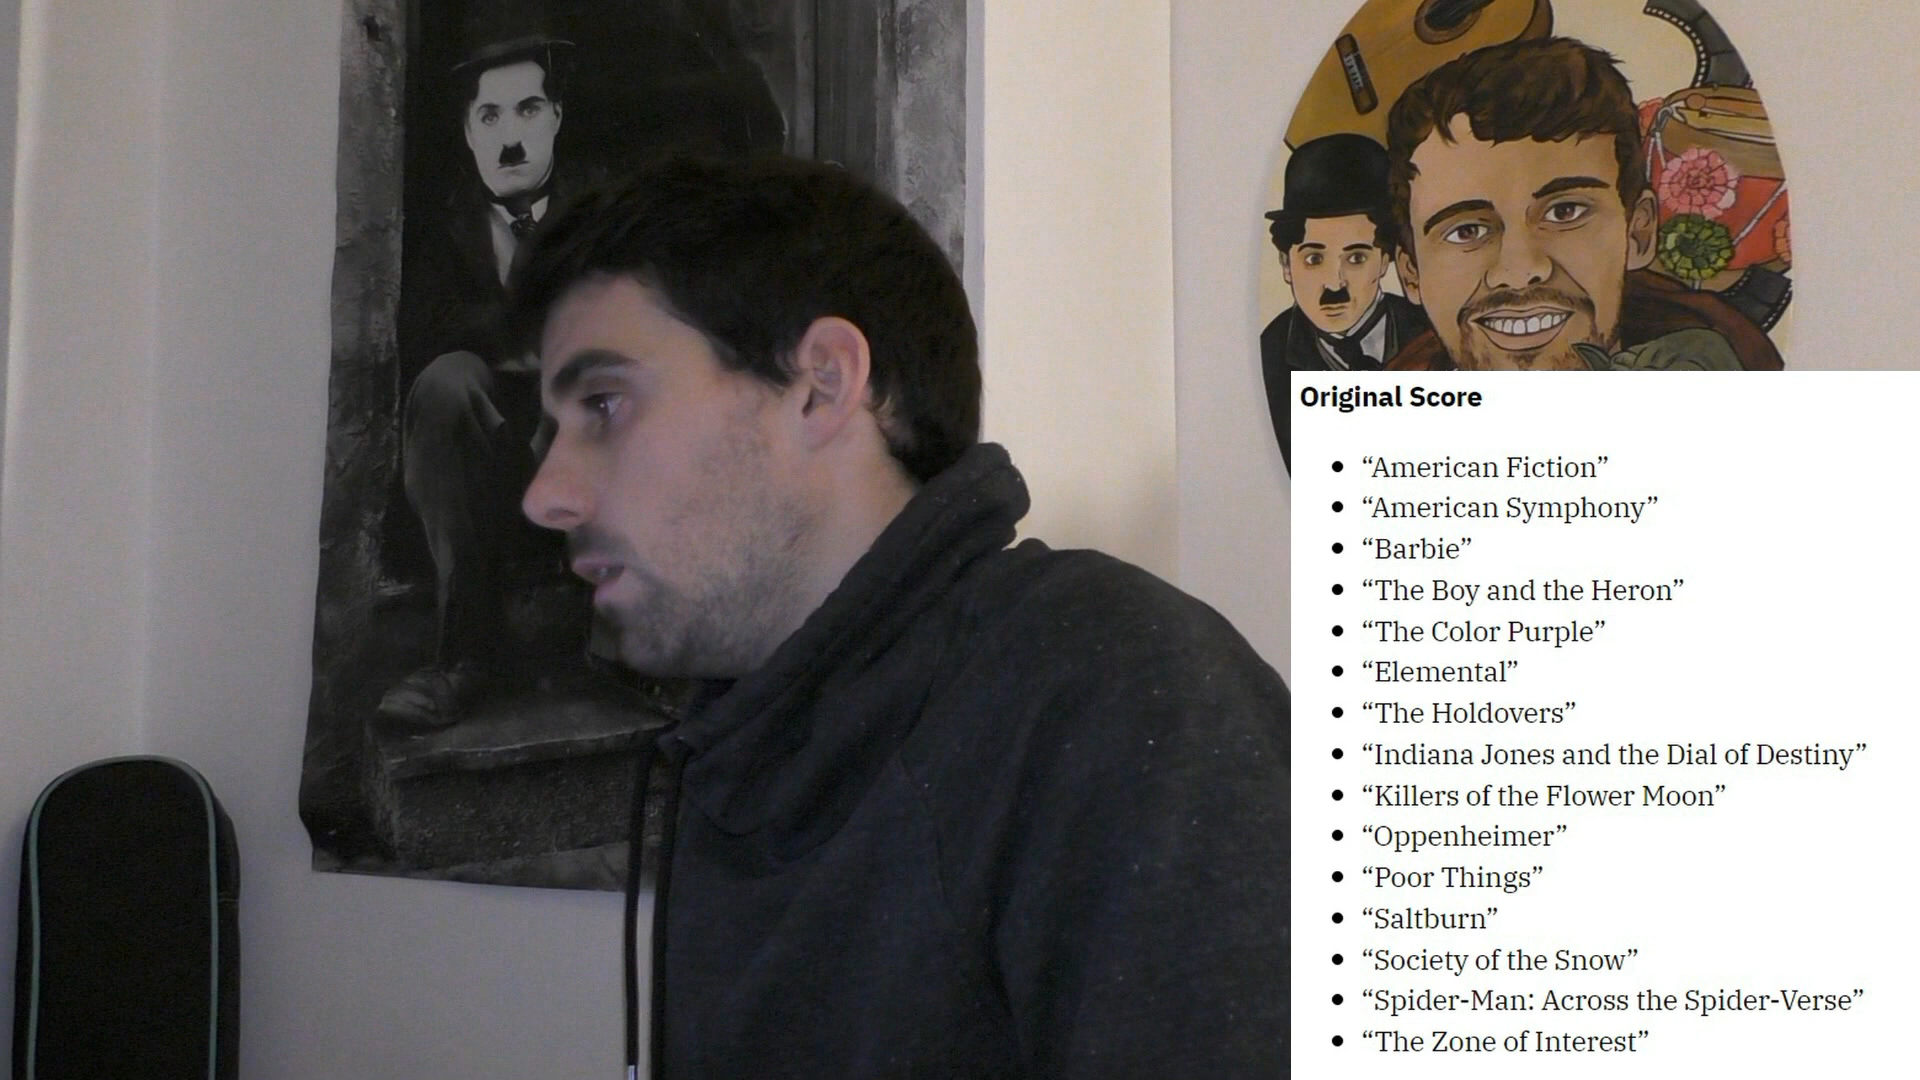 Original Score
“American Fiction”
“American Symphony”
“Barbie”
“The Boy and the Heron”
“The Color Purple”
“Elemental”
“The Holdovers”
“Indiana Jones and the Dial of Destiny”
“Killers of the Flower Moon”
“Oppenheimer”
“Poor Things”
“Saltburn”
“Society of the Snow”
“Spider-Man: Across the Spider-Verse”
“The Zone of Interest”